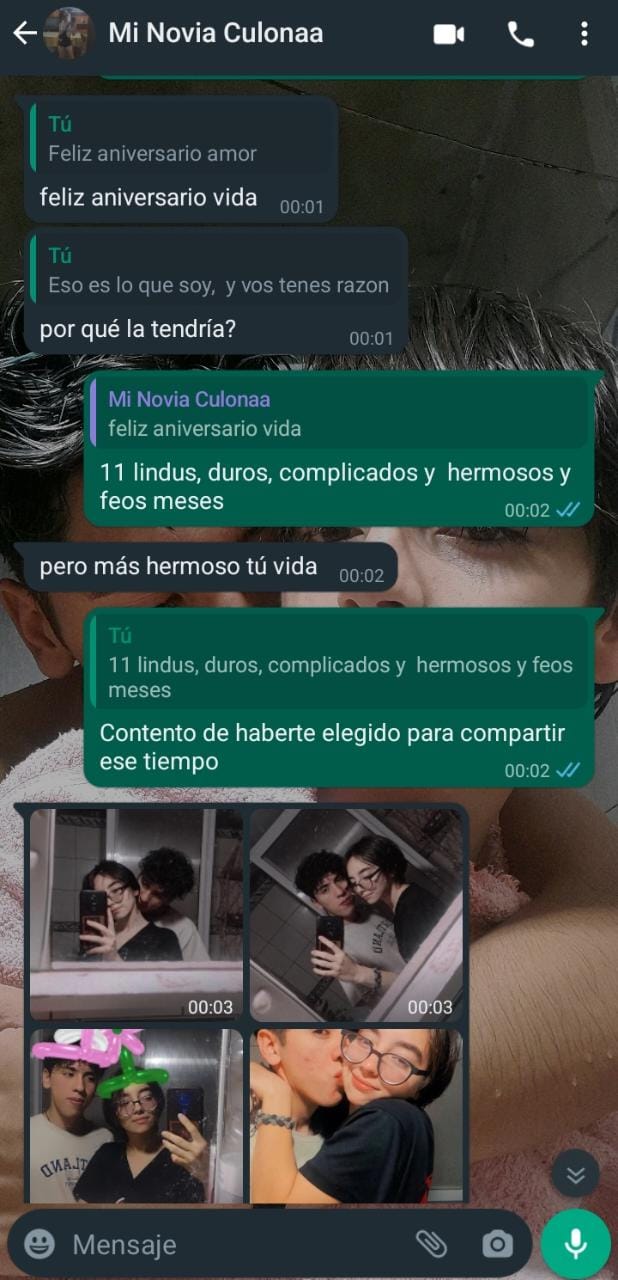 Mi Novia Culonaa
Tú
Feliz aniversario amor
feliz aniversario vida 00:01
Tú
Eso es lo que soy, y vos tenes razon
por qué la tendría? 00:01
Mi Novia Culonaa
feliz aniversario vida
11 lindus, duros, complicados y hermosos y
feos meses 00:02
pero más hermoso tú vida 00:02
Tú
11 lindus, duros, complicados y hermosos y feos
meses
Contento de haberte elegido para compartir
ese tiempo 00:02
00:03 00:03
Mensaje